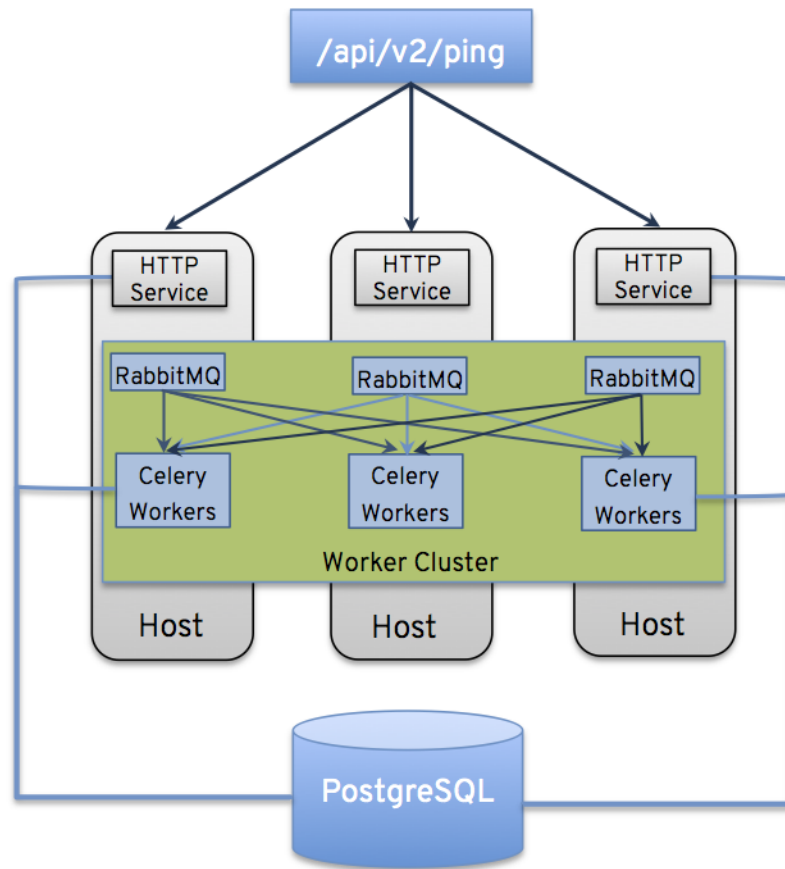 /api/v2/ping
HTTP
Service
HTTP
Service
HTTP
Service
RabbitMQ
RabbitMQ
RabbitMQ
Celery
Workers
Celery
Workers
Celery
Workers
Worker Cluster
Host
Host
Host
PostgreSQL